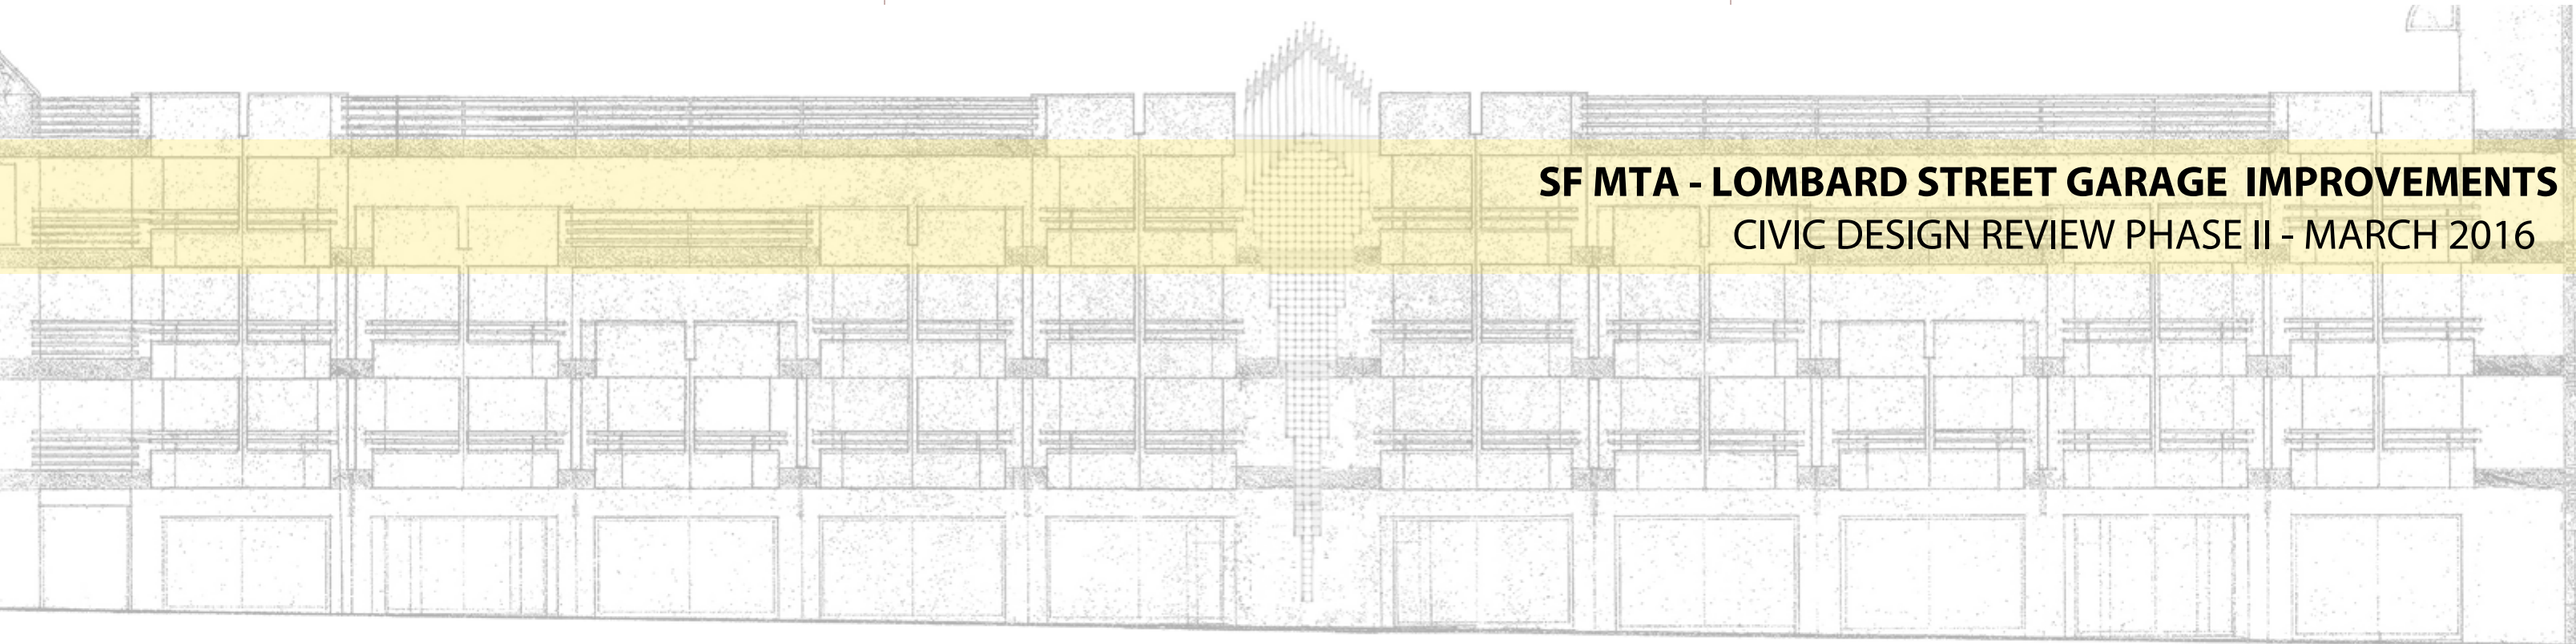 SF MTA - LOMBARD STREET GARAGE IMPROVEMENTS
CIVIC DESIGN REVIEW PHASE II - MARCH 2016